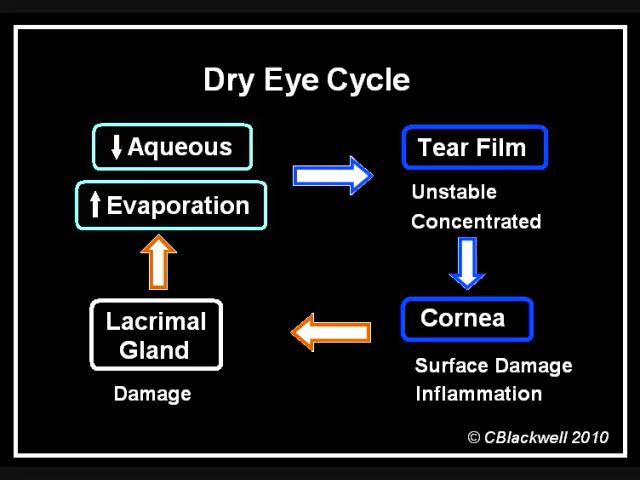 Dry Eye Cycle
↓ Aqueous
↑ Evaporation
Tear Film
Unstable
Concentrated
Cornea
Surface Damage
Inflammation
Lacrimal
Gland
Damage
© CBlackwell 2010